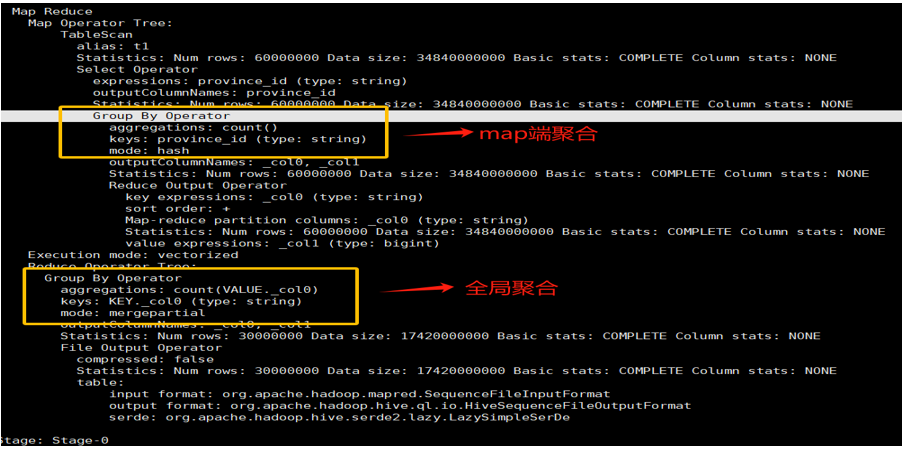 Map Reduce
Map Operator Tree:
TableScan
alias: t1
Statistics: Num rows: 60000000 Data size: 34840000000 Basic stats: COMPLETE Column stats: NONE
Select Operator
expressions: province_id (type: string)
outputColumnNames: province_id
Statistics: Num rows: 60000000 Data size: 34840000000 Basic stats: COMPLETE Column stats: NONE
Group By Operator
aggregations: count()
keys: province_id (type: string)
map端聚合
mode: hash
outputColumnNames: _col0, _col1
Statistics: Num rows: 60000000 Data size: 34840000000 Basic stats: COMPLETE Column stats: NONE
Reduce Output Operator
key expressions: _col0 (type: string)
sort order: +
Map-reduce partition columns: _col0 (type: string)
Statistics: Num rows: 60000000 Data size: 34840000000 Basic stats: COMPLETE Column stats: NONE
value expressions: _col1 (type: bigint)
Execution mode: vectorized
Reduce Operator Tree:
Group By Operator
aggregations: count(VALUE._col0)
全局聚合
keys: KEY._col0 (type: string)
mode: mergepartial
outputColumnNames: _col0, _col1
Statistics: Num rows: 30000000 Data size: 17420000000 Basic stats: COMPLETE Column stats: NONE
File Output Operator
compressed: false
Statistics: Num rows: 30000000 Data size: 17420000000 Basic stats: COMPLETE Column stats: NONE
table:
input format: org.apache.hadoop.mapred.SequenceFileInputFormat
output format: org.apache.hadoop.hive.ql.io.HiveSequenceFileOutputFormat
serde: org.apache.hadoop.hive.serde2.lazy.LazySimpleSerDe
tage: Stage-0